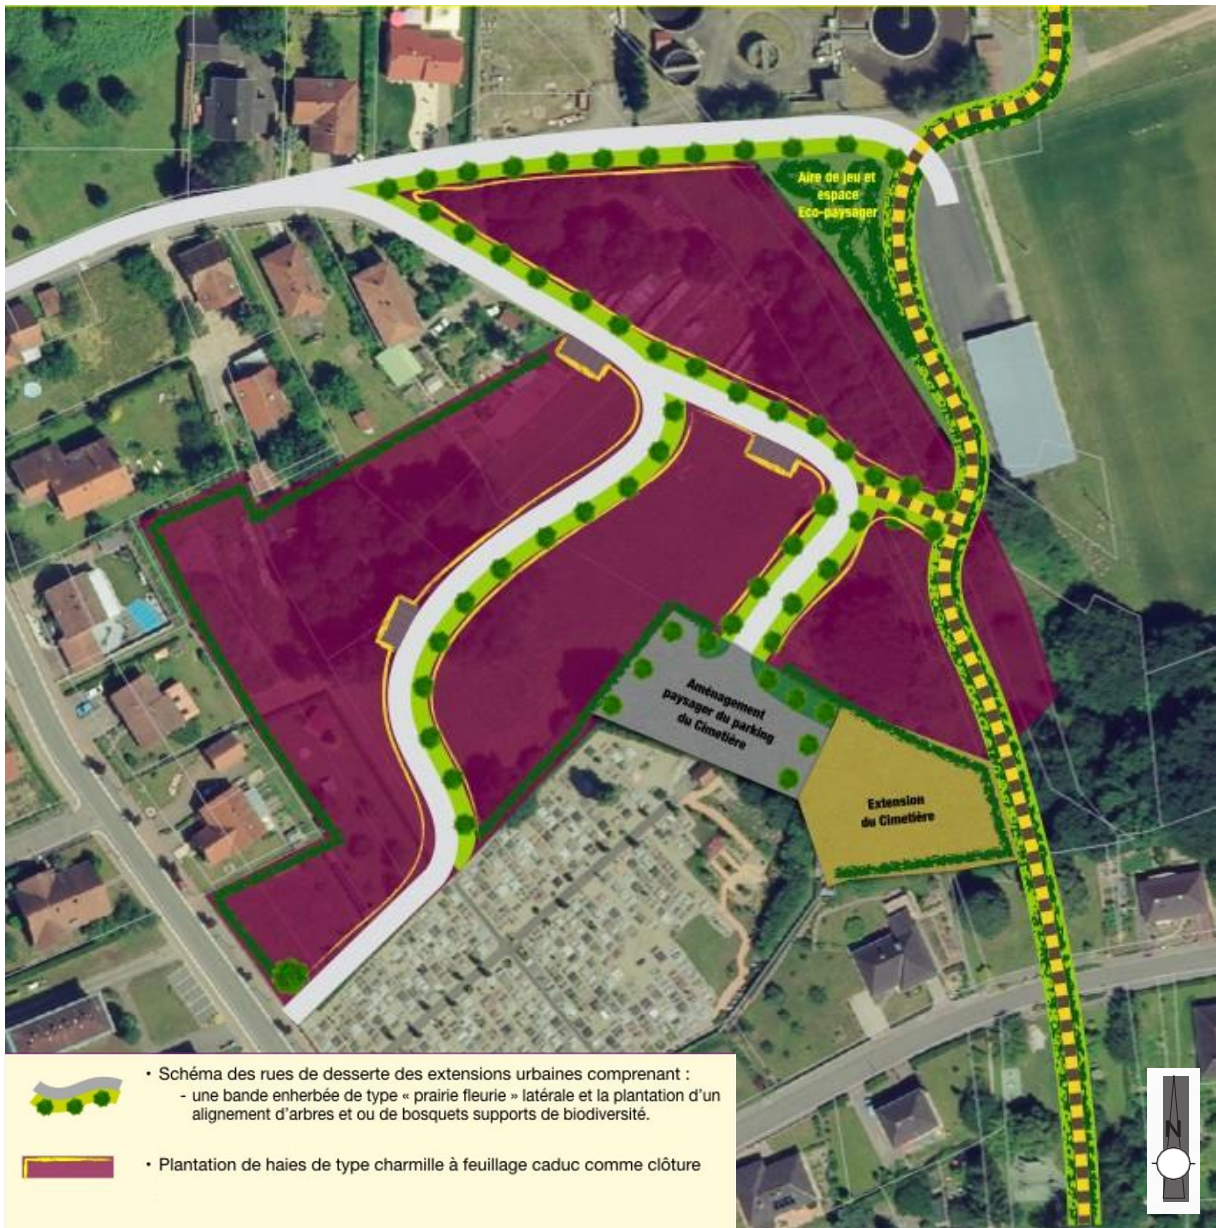 Aire de jeu et
espace
Eco-paysager
Aménagement
paysager du parking
du Cimetière
Extension
du Cimetière
• Schéma des rues de desserte des extensions urbaines comprenant :
- une bande enherbée de type « prairie fleurie » latérale et la plantation d'un
alignement d'arbres et ou de bosquets supports de biodiversité.
• Plantation de haies de type charmille à feuillage caduc comme clôture
N